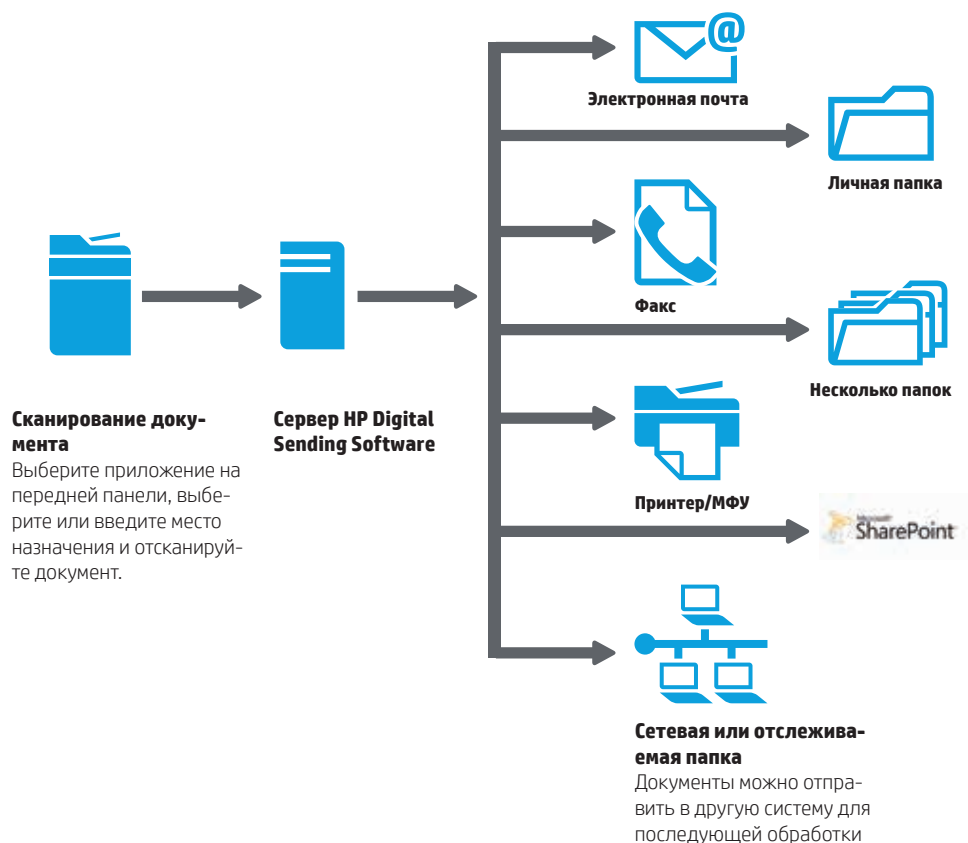 @
Электронная почта
Личная папка
Факс
Несколько папок
Сканирование доку-
мента
Выберите приложение на
передней панели, выбе-
рите или введите место
назначения и отсканируй-
те документ.
Сервер HP Digital
Sending Software
Принтер/МФУ
Microsoft
SharePoint
Сетевая или отслежива-
емая папка
Документы можно отпра-
вить в другую систему для
последующей обработки